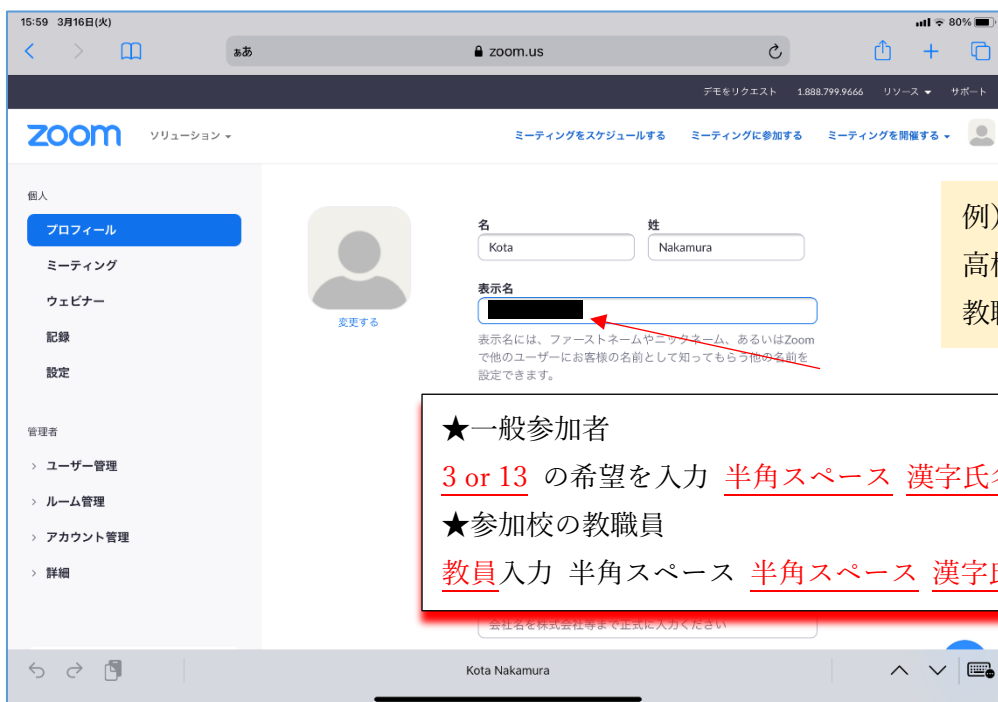 15:59 3月16日(火)
80%
ぁあ
zoom.us
デモをリクエスト 1.888.799.9666 リソース サポート
zoom ソリューション
ミーティングをスケジュールする ミーティングに参加する ミーティングを開催する
個人
プロフィール
ミーティング
ウェビナー
記録
設定
管理者
ユーザー管理
ルーム管理
アカウント管理
詳細
変更する
名 姓
Kota Nakamura
表示名
表示名には、ファーストネームやニックネーム、あるいはZoom
で他のユーザーにお客様の名前として知ってもらう他の名前を
設定できます。
例)
高
教
★一般参加者
3 or 13 の希望を入力 半角スペース 漢字氏
★参加校の教職員
教員入力 半角スペース 半角スペース 漢字
会社名を株式会社等まで正式に入力ください
Kota Nakamura